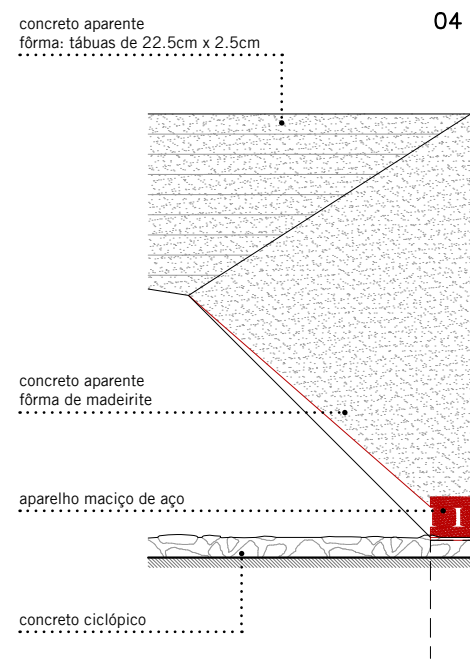 04
concreto aparente
fôrma: tábuas de 22.5cm x 2.5cm
concreto aparente
fôrma de madeirite
aparelho maciço de aço
I
concreto ciclópico